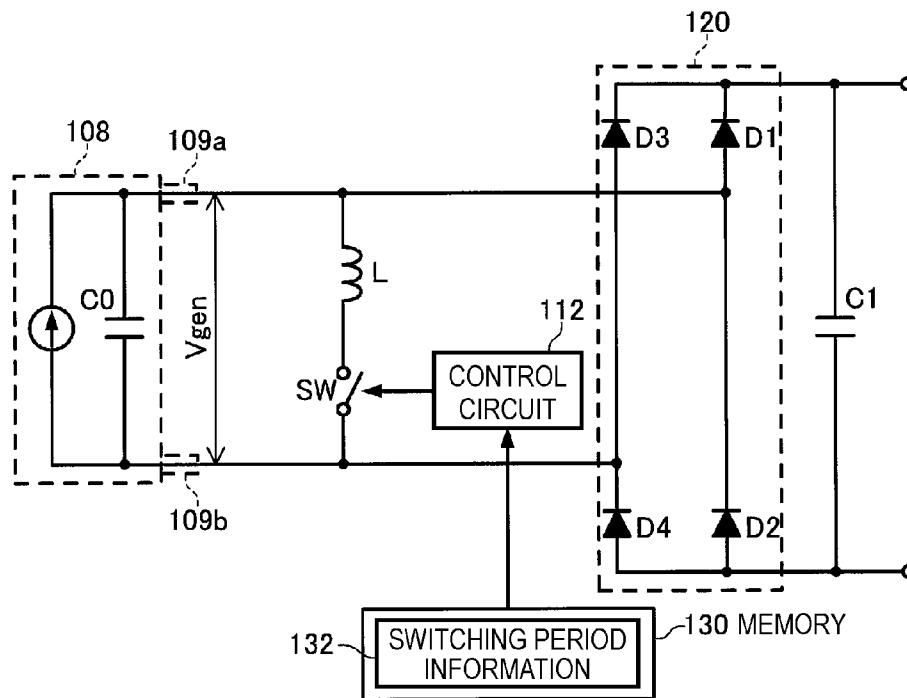 120
108
109a
D3
D1
C0
Vgen
L
112
C1
SW
CONTROL
CIRCUIT
109b
D4
D2
130 MEMORY
132
SWITCHING PERIOD
INFORMATION